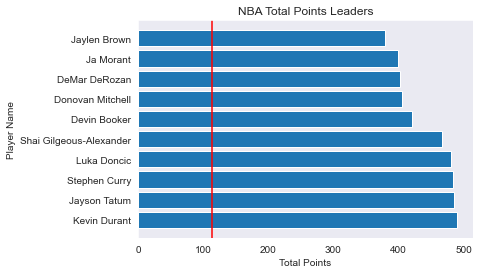 NBA Total Points Leaders
Player Name
Jaylen Brown
Ja Morant
DeMar DeRozan
Donovan Mitchell
Devin Booker
Shai Gilgeous-Alexander
Luka Doncic
Stephen Curry
Jayson Tatum
Kevin Durant
0 100 200 300 400 500
Total Points